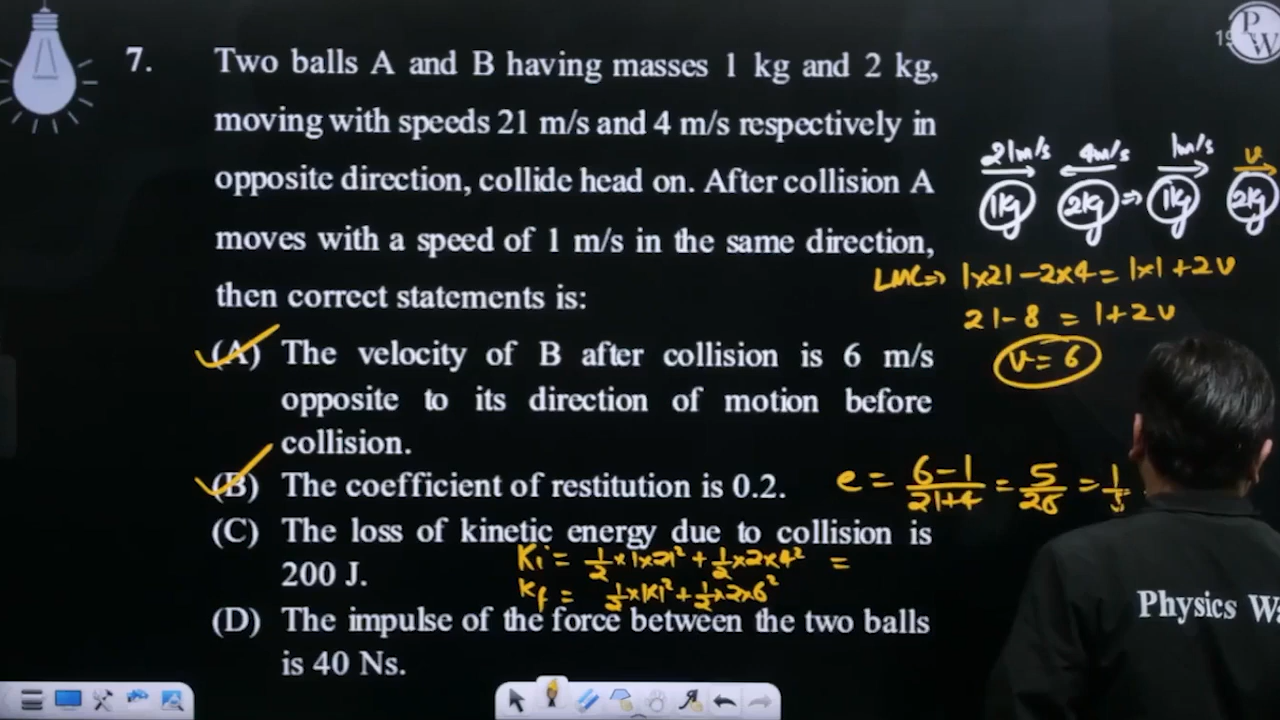 PW
7. Two balls A and B having masses 1 kg and 2 kg,
moving with speeds 21 m/s and 4 m/s respectively in
opposite direction, collide head on. After collision A
moves with a speed of 1 m/s in the same direction,
then correct statements is:
(A) The velocity of B after collision is 6 m/s
opposite to its direction of motion before
collision.
(B) The coefficient of restitution is 0.2.
(C) The loss of kinetic energy due to collision is
200 J.
(D) The impulse of the force between the two balls
is 40 Ns.
21m/s 4m/s 1m/s v
1kg 2kg ⇒ 1kg 2kg
LMC⇒ 1×21-2×4=1×1+2v
21-8 = 1+2v
v=6
e = 6-1/21+4 = 5/25 = 1/5
Ki = 1/2×1×21²+1/2×2×4² =
Kf = 1/2×1×1²+1/2×2×6²
Physics W